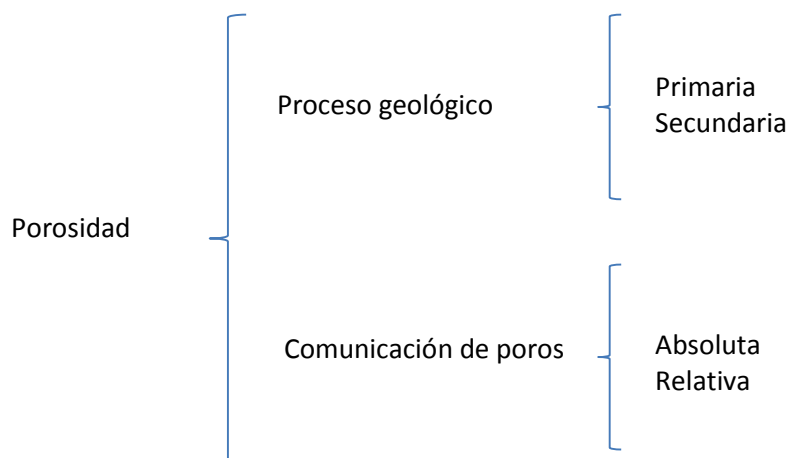 Porosidad
Proceso geológico
Primaria
Secundaria
Comunicación de poros
Absoluta
Relativa